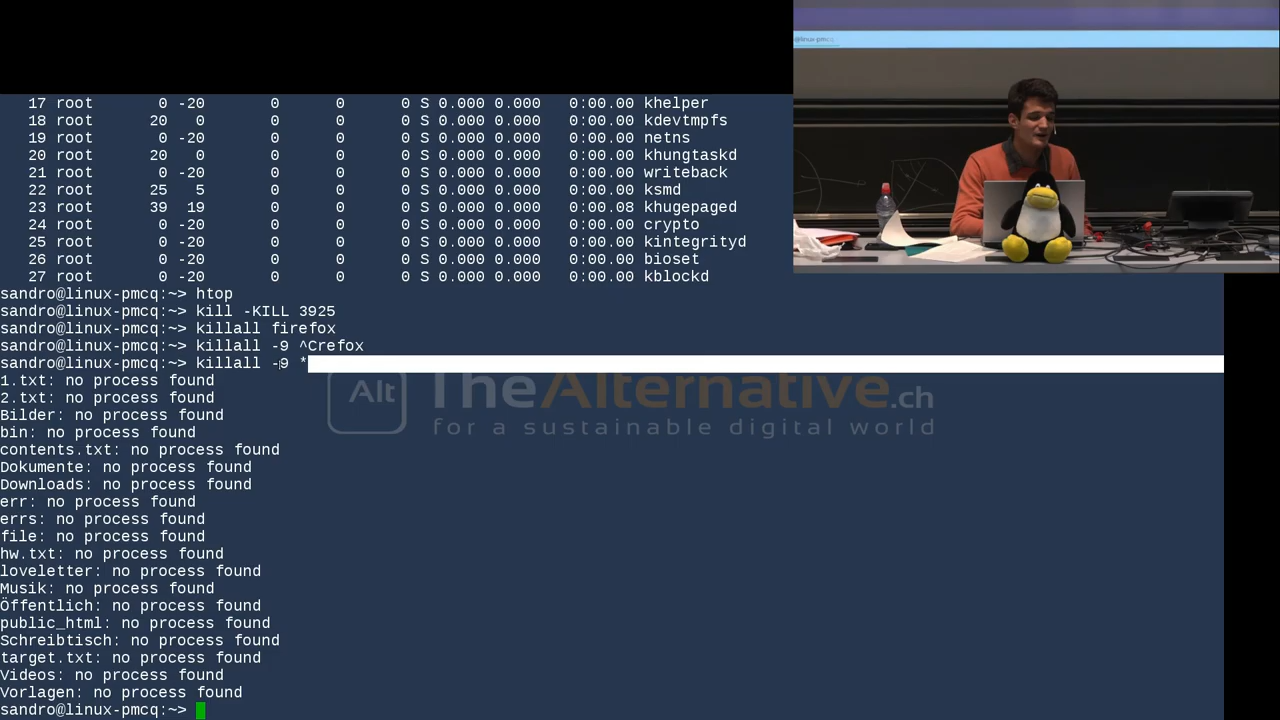 @linux-pmcq
17 root 0 -20 0 0 0 S 0.000 0.000 0:00.00 khelper
18 root 20 0 0 0 0 S 0.000 0.000 0:00.00 kdevtmpfs
19 root 0 -20 0 0 0 S 0.000 0.000 0:00.00 netns
20 root 20 0 0 0 0 S 0.000 0.000 0:00.00 khungtaskd
21 root 0 -20 0 0 0 S 0.000 0.000 0:00.00 writeback
22 root 25 5 0 0 0 S 0.000 0.000 0:00.00 ksmd
23 root 39 19 0 0 0 S 0.000 0.000 0:00.08 khugepaged
24 root 0 -20 0 0 0 S 0.000 0.000 0:00.00 crypto
25 root 0 -20 0 0 0 S 0.000 0.000 0:00.00 kintegrityd
26 root 0 -20 0 0 0 S 0.000 0.000 0:00.00 bioset
27 root 0 -20 0 0 0 S 0.000 0.000 0:00.00 kblockd
sandro@linux-pmcq:~> htop
sandro@linux-pmcq:~> kill -KILL 3925
sandro@linux-pmcq:~> killall firefox
sandro@linux-pmcq:~> killall -9 ^Crefox
sandro@linux-pmcq:~> killall -9 *
1.txt: no process found
2.txt: no process found
Bilder: no process found
bin: no process found
contents.txt: no process found
Dokumente: no process found
Downloads: no process found
err: no process found
errs: no process found
file: no process found
hw.txt: no process found
loveletter: no process found
Musik: no process found
Öffentlich: no process found
public_html: no process found
Schreibtisch: no process found
target.txt: no process found
Videos: no process found
Vorlagen: no process found
sandro@linux-pmcq:~>
Alt TheAlternative.ch
for a sustainable digital world